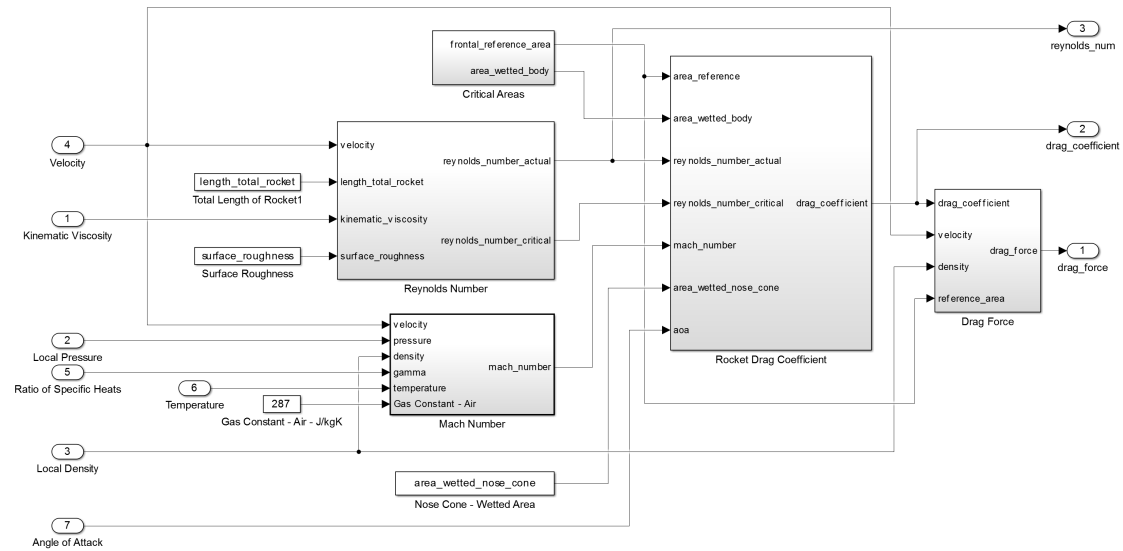 3
reynolds_num
frontal_reference_area
area_wetted_body
Critical Areas
area_reference
area_wetted_body
reynolds_number_actual
reynolds_number_critical
mach_number
area_wetted_nose_cone
aoa
drag_coefficient
Rocket Drag Coefficient
2
drag_coefficient
4
Velocity
velocity
length_total_rocket
kinematic_viscosity
surface_roughness
reynolds_number_actual
reynolds_number_critical
Reynolds Number
length_total_rocket
Total Length of Rocket1
1
Kinematic Viscosity
surface_roughness
Surface Roughness
drag_coefficient
velocity
density
reference_area
drag_force
Drag Force
1
drag_force
2
Local Pressure
5
Ratio of Specific Heats
6
Temperature
287
Gas Constant - Air - J/kgK
velocity
pressure
density
gamma
temperature
Gas Constant - Air
mach_number
Mach Number
3
Local Density
area_wetted_nose_cone
Nose Cone - Wetted Area
7
Angle of Attack